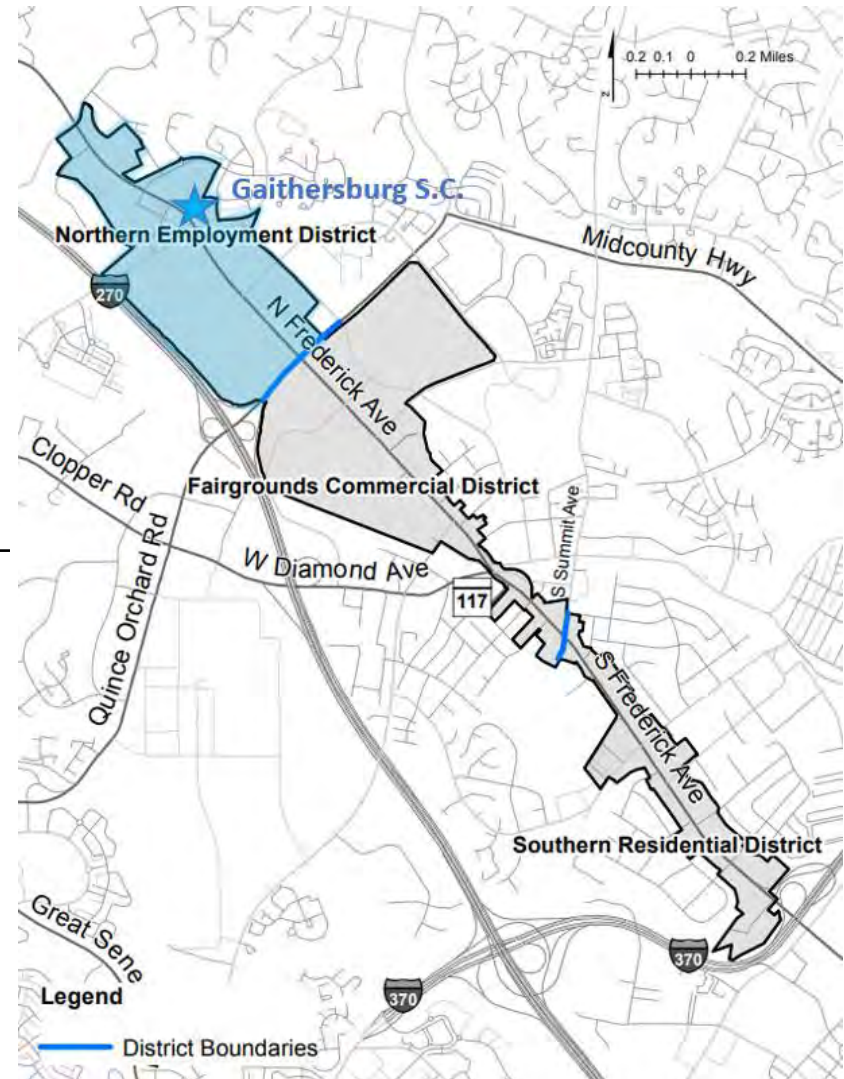 0.2 0.1 0 0.2 Miles
N
Gaithersburg S.C.
Northern Employment District
Midcounty Hwy
270
N Frederick Ave
Clopper Rd
Fairgrounds Commercial District
S Summit Ave
Quince Orchard Rd
W Diamond Ave
117
S Frederick Ave
Southern Residential District
Great Sene
370
370
Legend
District Boundaries